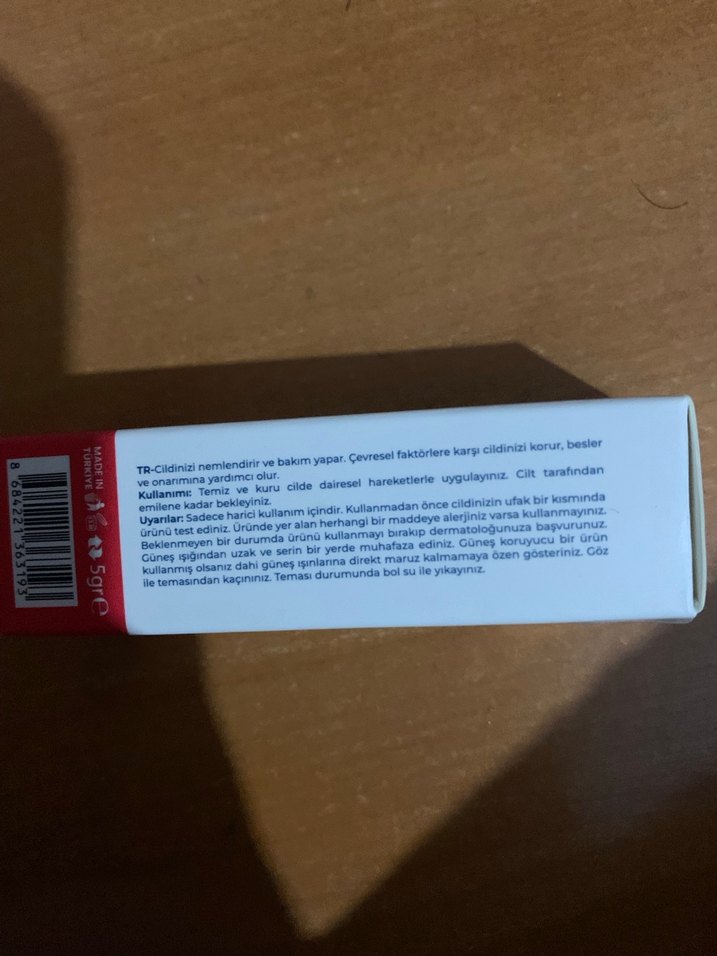 TR-Cildinizi nemlendirir ve bakım yapar. Çevresel faktörlere karşı cildinizi korur, besler
ve onarımına yardımcı olur.
Kullanımı: Temiz ve kuru cilde dairesel hareketlerle uygulayınız. Cilt tarafından
emilene kadar bekleyiniz.
Uyarılar: Sadece harici kullanım içindir. Kullanmadan önce cildinizin ufak bir kısmında
ürünü test ediniz. Üründe yer alan herhangi bir maddeye alerjiniz varsa kullanmayınız.
Beklenmeyen bir durumda ürünü kullanmayı bırakıp dermatoloğunuza başvurunuz.
Güneş ışığından uzak ve serin bir yerde muhafaza ediniz. Güneş koruyucu bir ürün
kullanmış olsanız dahi güneş ışınlarına direkt maruz kalmamaya özen gösteriniz. Göz
ile temasından kaçınınız. Teması durumunda bol su ile yıkayınız.
MADE IN
TÜRKİYE
5gr e
8 684221 363193